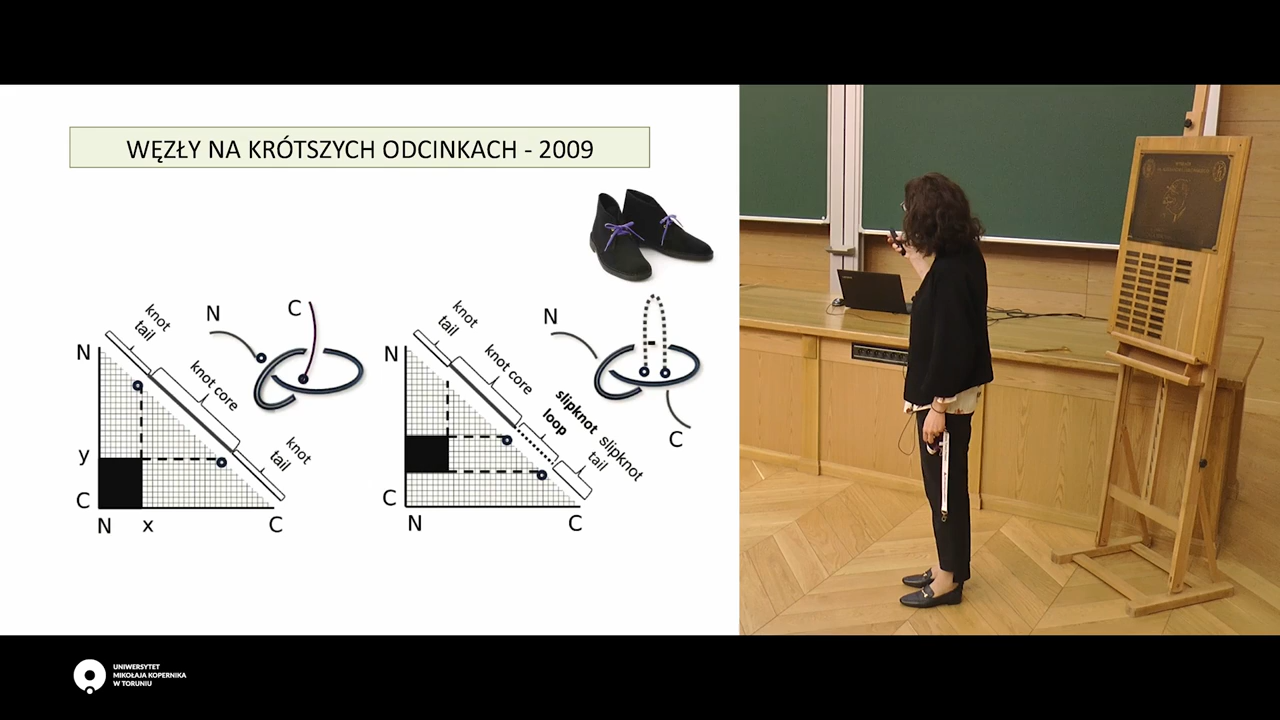 WĘZŁY NA KRÓTSZYCH ODCINKACH - 2009
N
y
C
N
x
C
knot
tail
knot core
knot
tail
N
C
N
C
N
C
knot
tail
knot core
slipknot
loop
slipknot
tail
N
C
UNIWERSYTET
MIKOŁAJA KOPERNIKA
W TORUNIU